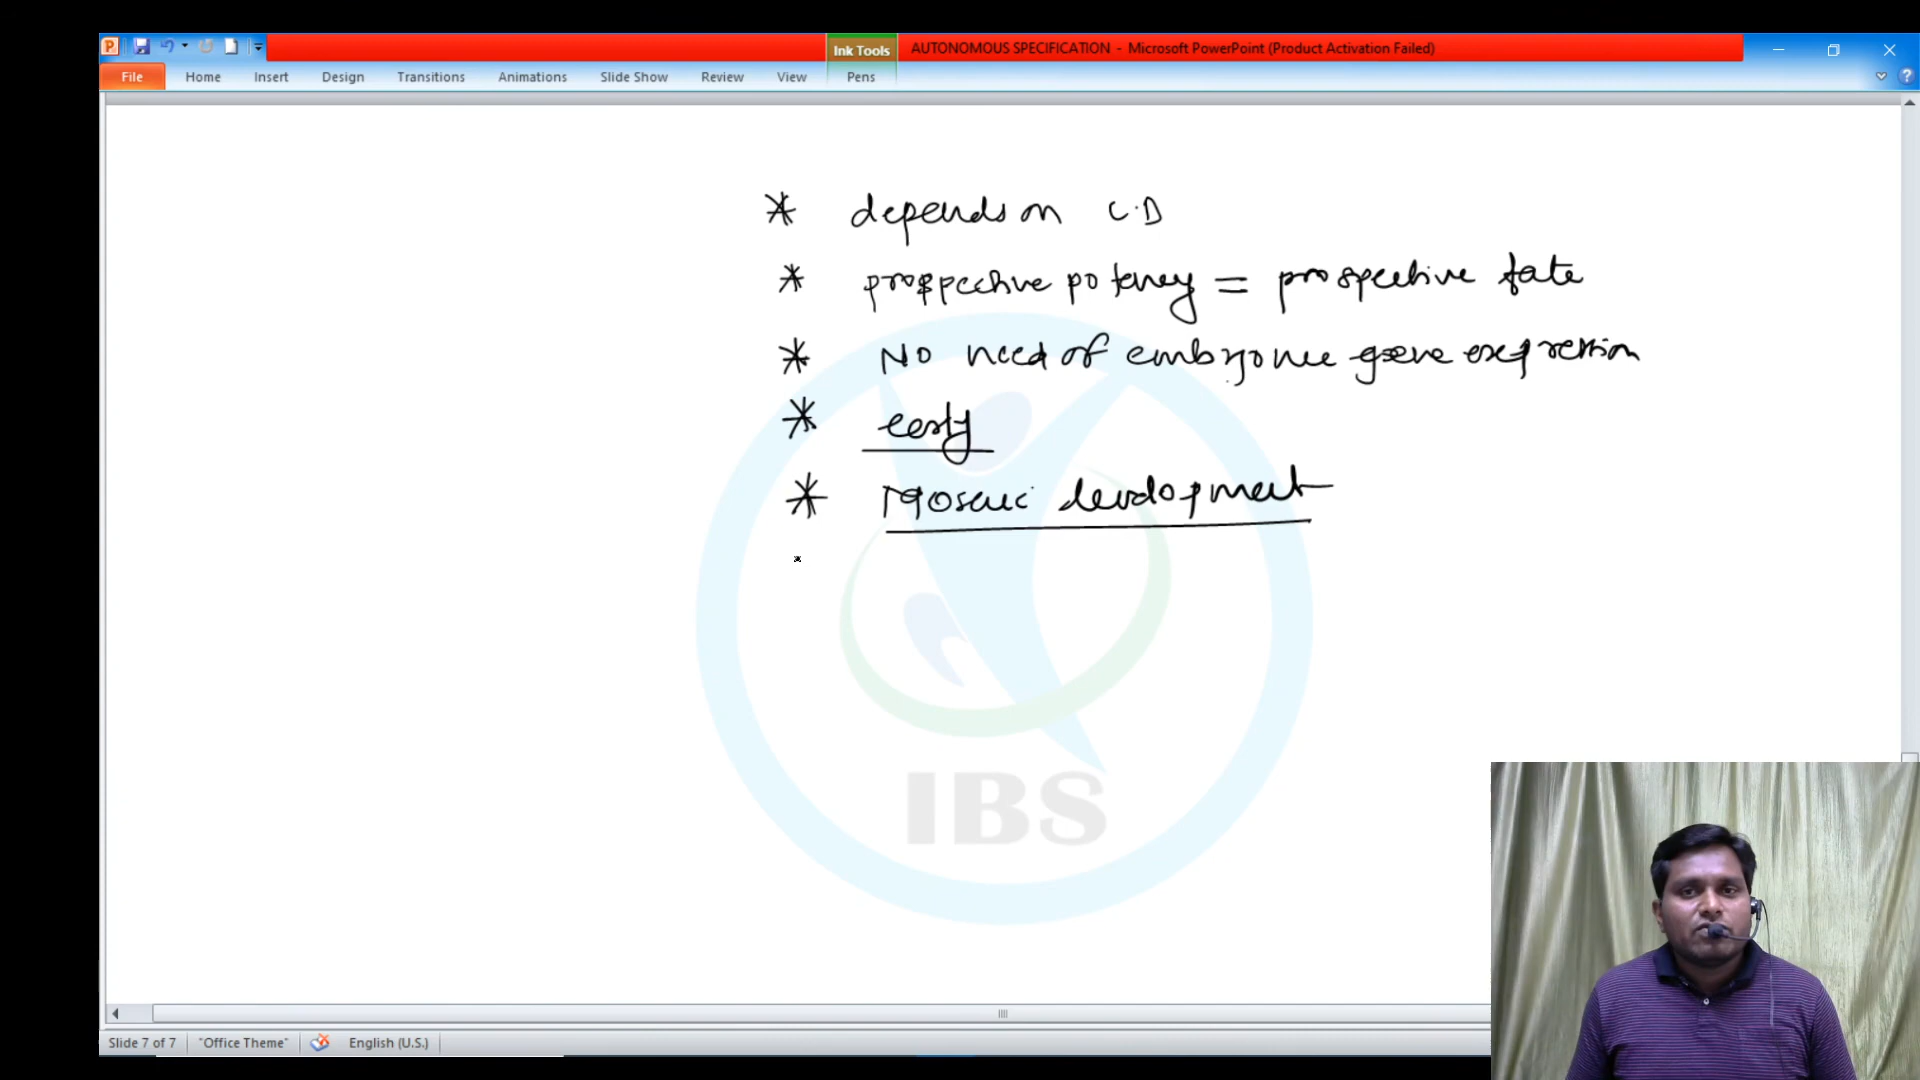 Ink Tools
AUTONOMOUS SPECIFICATION - Microsoft PowerPoint (Product Activation Failed)
File Home Insert Design Transitions Animations Slide Show Review View Pens
* depends on C.D
* prospective potency = prospective fate
* No need of embryonic gene expression
* early
* Mosaic development
IBS
Slide 7 of 7 "Office Theme" English (U.S.)